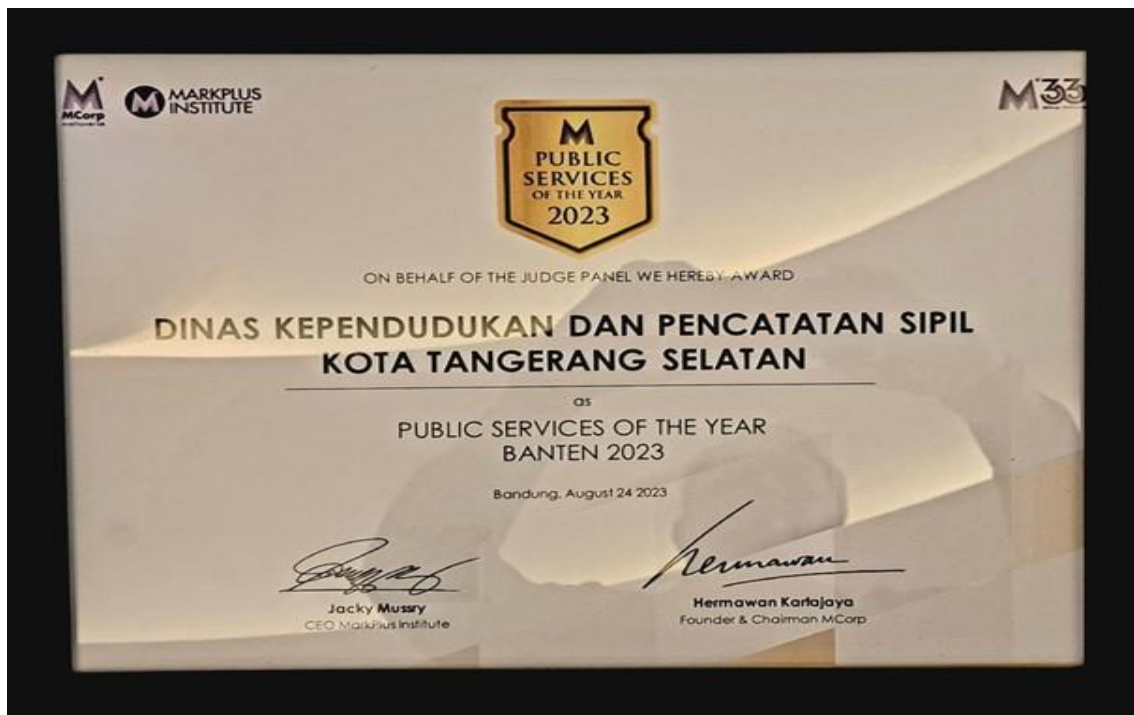 M
MCorp
M
MARKPLUS
INSTITUTE
M 33
M
PUBLIC
SERVICES
OF THE YEAR
2023
ON BEHALF OF THE JUDGE PANEL WE HEREBY AWARD
DINAS KEPENDUDUKAN DAN PENCATATAN SIPIL
KOTA TANGERANG SELATAN
as
PUBLIC SERVICES OF THE YEAR
BANTEN 2023
Bandung, August 24 2023
Hermawan
Jacky Mussry
CEO MarkPlus Institute
Hermawan Kartajaya
Founder & Chairman MCorp